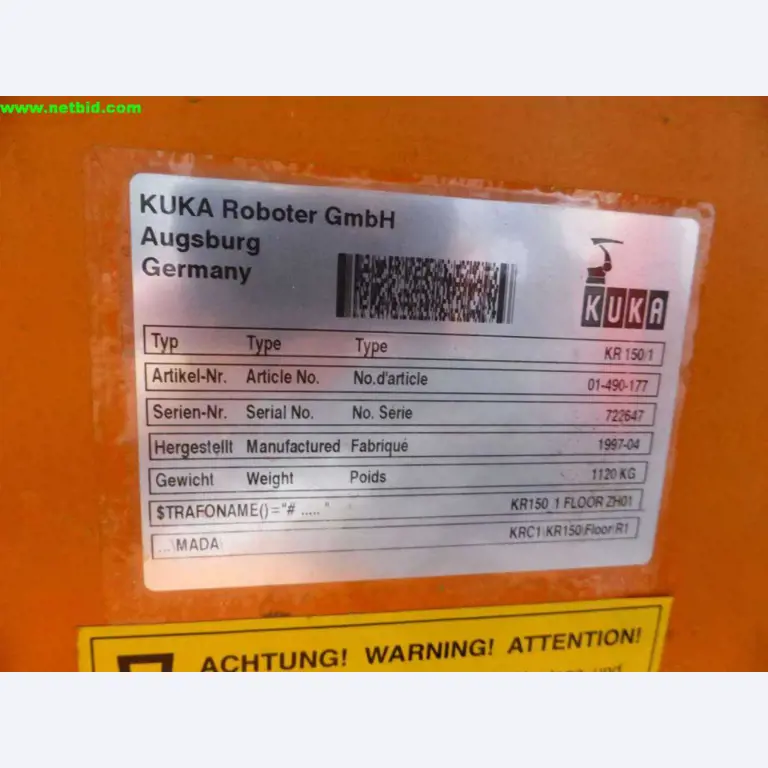 www.netbid.com
KUKA Roboter GmbH
Augsburg
Germany
KUKA
Typ Type Type KR 150/1
Artikel-Nr. Article No. No.d'article 01-490-177
Serien-Nr. Serial No. No. Série 722647
Hergestellt Manufactured Fabriqué 1997-04
Gewicht Weight Poids 1120 KG
$TRAFONAME()="# ..... " KR150_1 FLOOR ZH01
...\MADA\ KRC1\KR150\Floor\R1
ACHTUNG! WARNING! ATTENTION!
und